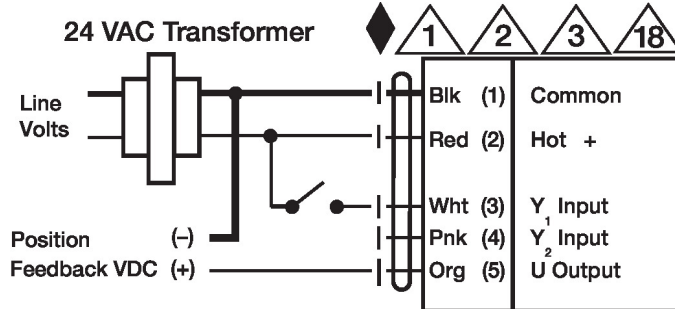 24 VAC Transformer
1 2 3 18
Line
Volts
Blk (1) Common
Red (2) Hot +
Wht (3) Y1 Input
Pnk (4) Y2 Input
Org (5) U Output
Position (-)
Feedback VDC (+)